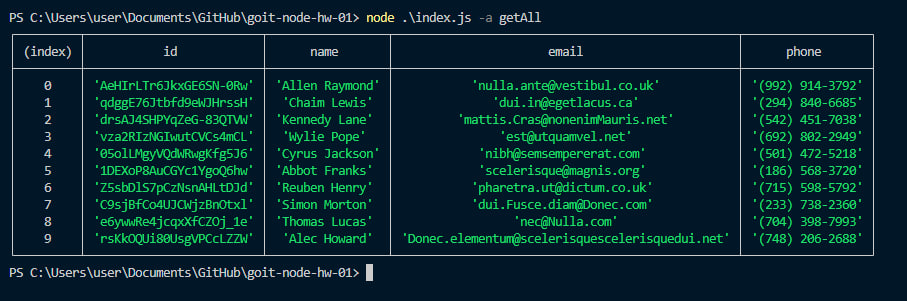 PS C:\Users\user\Documents\GitHub\goit-node-hw-01> node .\index.js -a getAll
(index) id name email phone
0 'AeHIrLTr6JkxGE6SN-0Rw' 'Allen Raymond' 'nulla.ante@vestibul.co.uk' '(992) 914-3792'
1 'qdggE76Jtbfd9eWJHrssH' 'Chaim Lewis' 'dui.in@egetlacus.ca' '(294) 840-6685'
2 'drsAJ4SHPYqZeG-83QTVW' 'Kennedy Lane' 'mattis.Cras@nonenimMauris.net' '(542) 451-7038'
3 'vza2RIzNGIwutCVCs4mCL' 'Wylie Pope' 'est@utquamvel.net' '(692) 802-2949'
4 '05olLMgyVQdWRwgKfg5J6' 'Cyrus Jackson' 'nibh@semsempererat.com' '(501) 472-5218'
5 '1DEXoP8AuCGYc1YgoQ6hw' 'Abbot Franks' 'scelerisque@magnis.org' '(186) 568-3720'
6 'Z5sbDlS7pCzNsnAHLtDJd' 'Reuben Henry' 'pharetra.ut@dictum.co.uk' '(715) 598-5792'
7 'C9sjBfCo4UJCWjzBnOtxl' 'Simon Morton' 'dui.Fusce.diam@Donec.com' '(233) 738-2360'
8 'e6ywwRe4jcqxXfCZOj_1e' 'Thomas Lucas' 'nec@Nulla.com' '(704) 398-7993'
9 'rsKkOQUi80UsgVPCcLZZW' 'Alec Howard' 'Donec.elementum@scelerisquescelerisquedui.net' '(748) 206-2688'
PS C:\Users\user\Documents\GitHub\goit-node-hw-01>